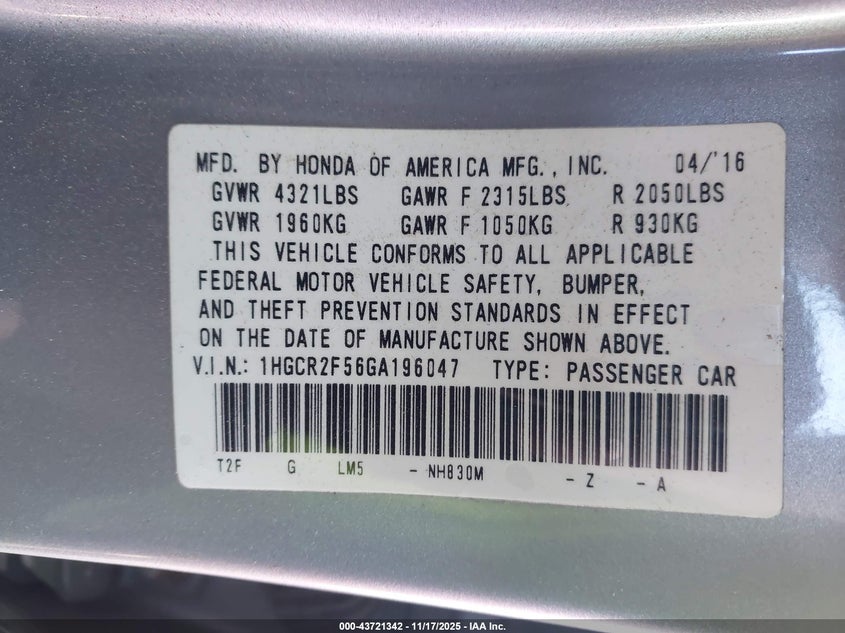 MFD. BY HONDA OF AMERICA MFG., INC. 04/'16
GVWR 4321LBS GAWR F 2315LBS R 2050LBS
GVWR 1960KG GAWR F 1050KG R 930KG
THIS VEHICLE CONFORMS TO ALL APPLICABLE
FEDERAL MOTOR VEHICLE SAFETY, BUMPER,
AND THEFT PREVENTION STANDARDS IN EFFECT
ON THE DATE OF MANUFACTURE SHOWN ABOVE.
V.I.N.: 1HGCR2F56GA196047 TYPE: PASSENGER CAR
T2F G LM5 - NH830M - Z - A
000-43721342 - 11/17/2025 - IAA Inc.